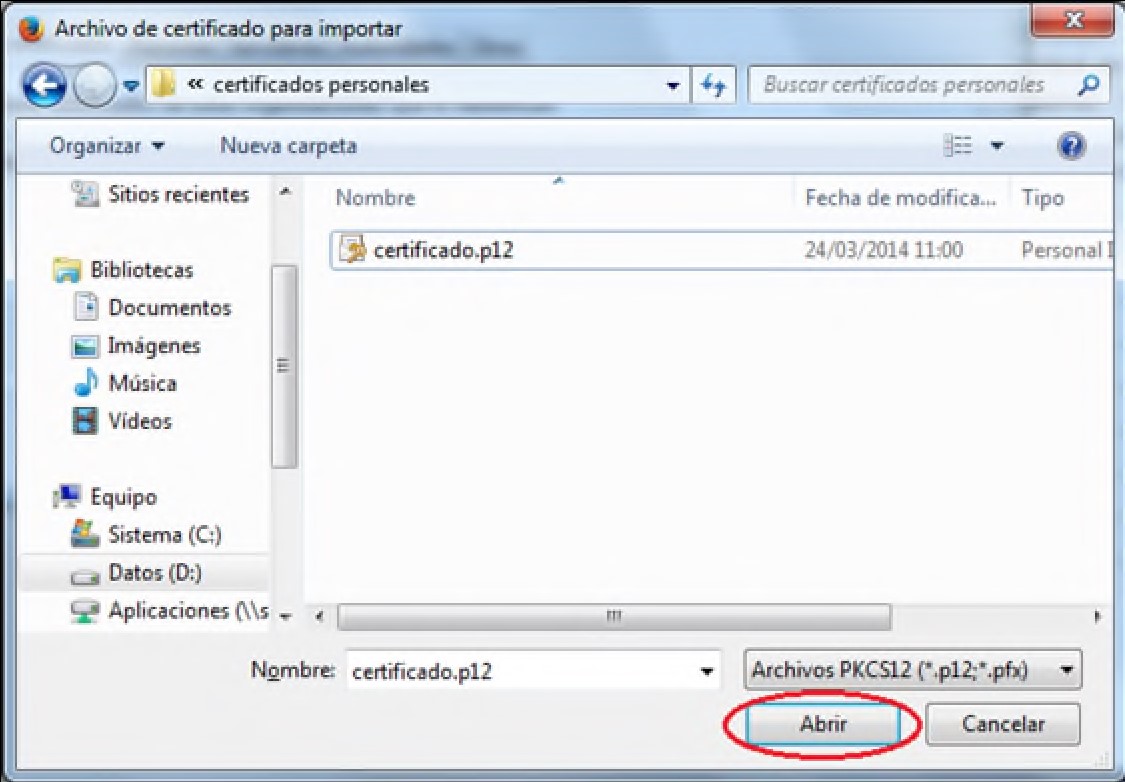 Archivo de certificado para importar
« certificados personales
Buscar certificados personales
Organizar
Nueva carpeta
Sitios recientes
Bibliotecas
Documentos
Imágenes
Música
Vídeos
Equipo
Sistema (C:)
Datos (D:)
Aplicaciones (\\s
Nombre Fecha de modifica... Tipo
certificado.p12 24/03/2014 11:00 Personal I
Nombre: certificado.p12
Archivos PKCS12 (*.p12;*.pfx)
Abrir
Cancelar